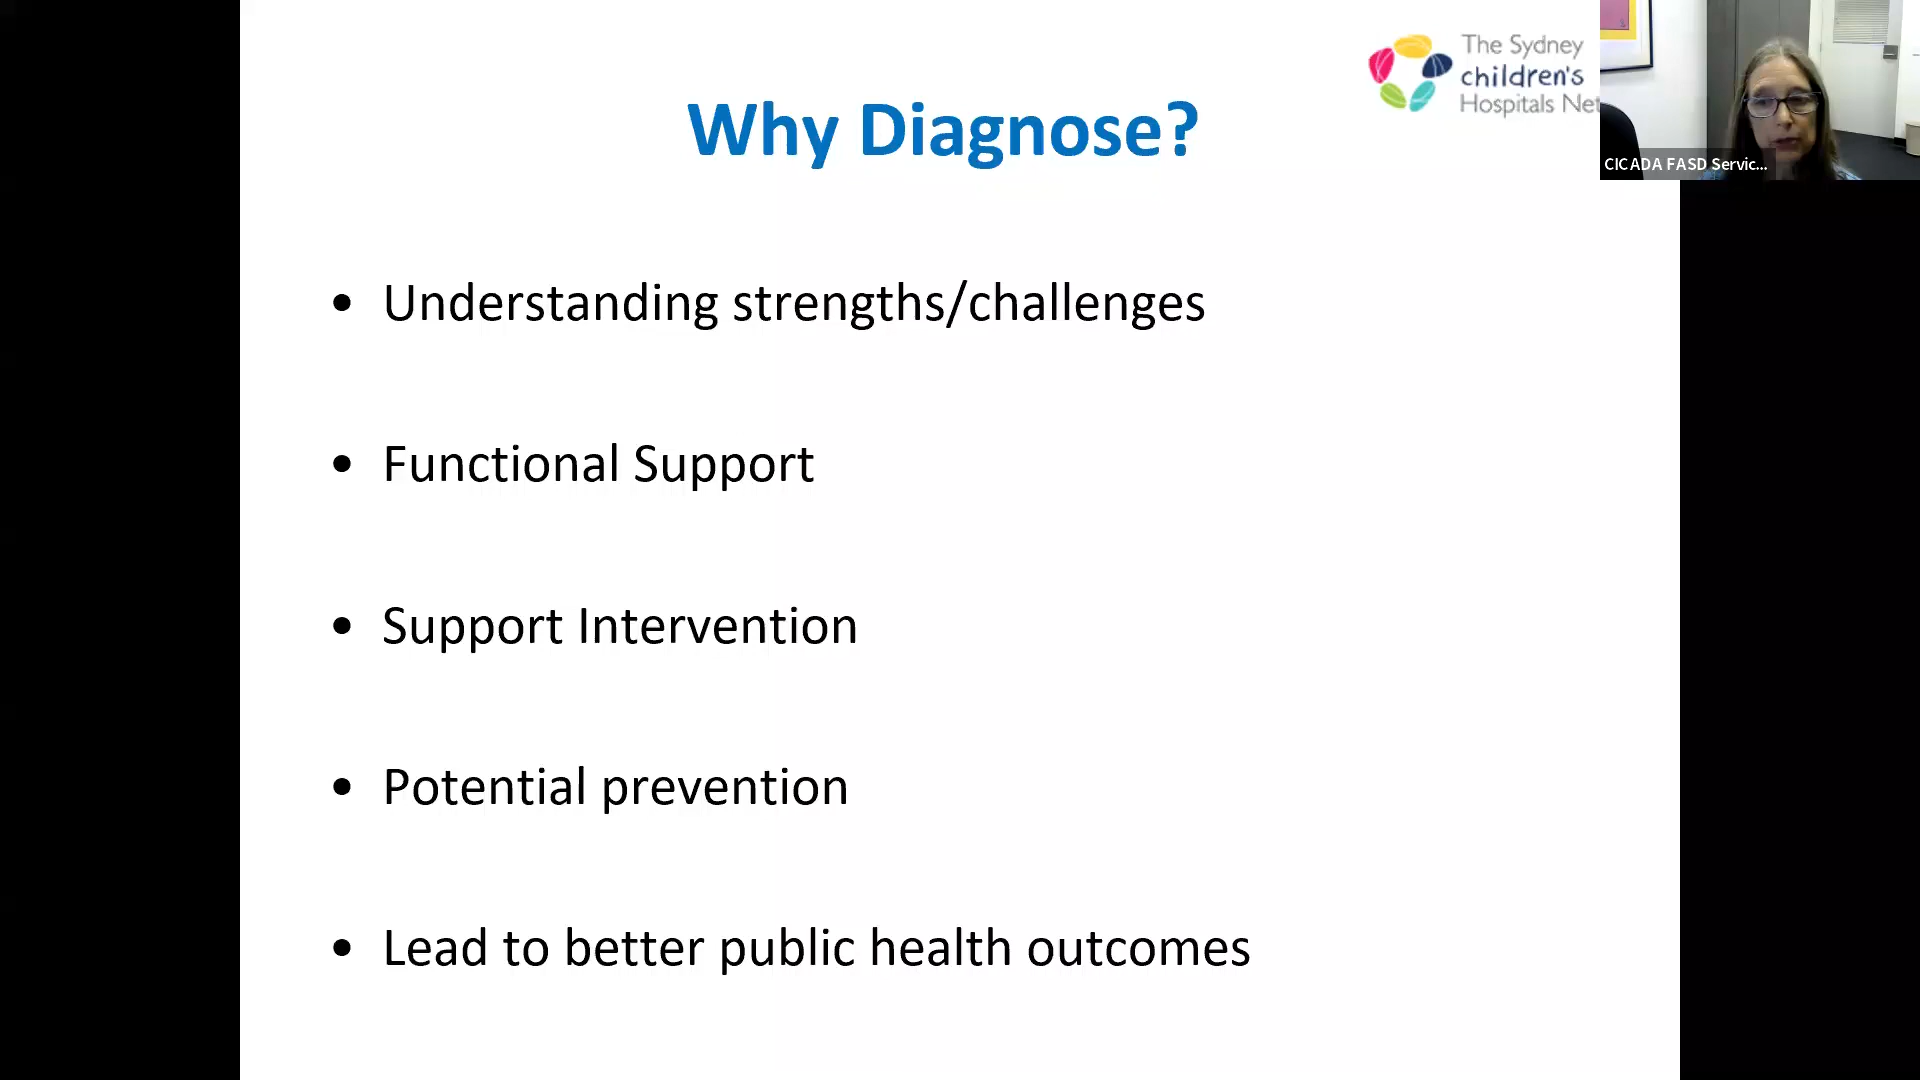 Why Diagnose?
The Sydney
children's
Hospitals Net
CICADA FASD Servic...
• Understanding strengths/challenges
• Functional Support
• Support Intervention
• Potential prevention
• Lead to better public health outcomes